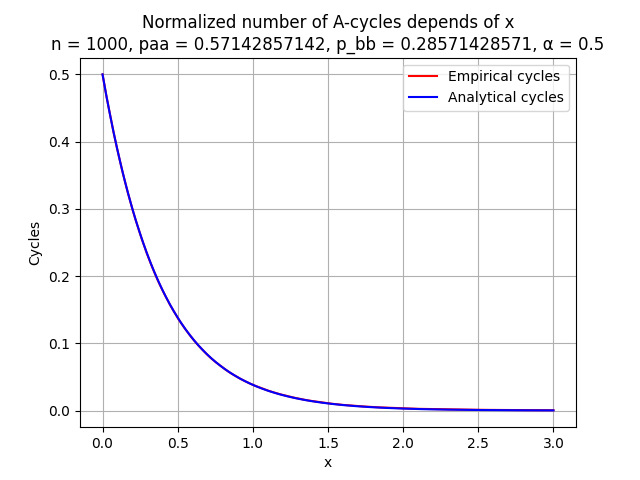 Normalized number of A-cycles depends of x
n = 1000, paa = 0.57142857142, p_bb = 0.28571428571, α = 0.5
Empirical cycles
Analytical cycles
Cycles
0.5
0.4
0.3
0.2
0.1
0.0
0.0 0.5 1.0 1.5 2.0 2.5 3.0
x